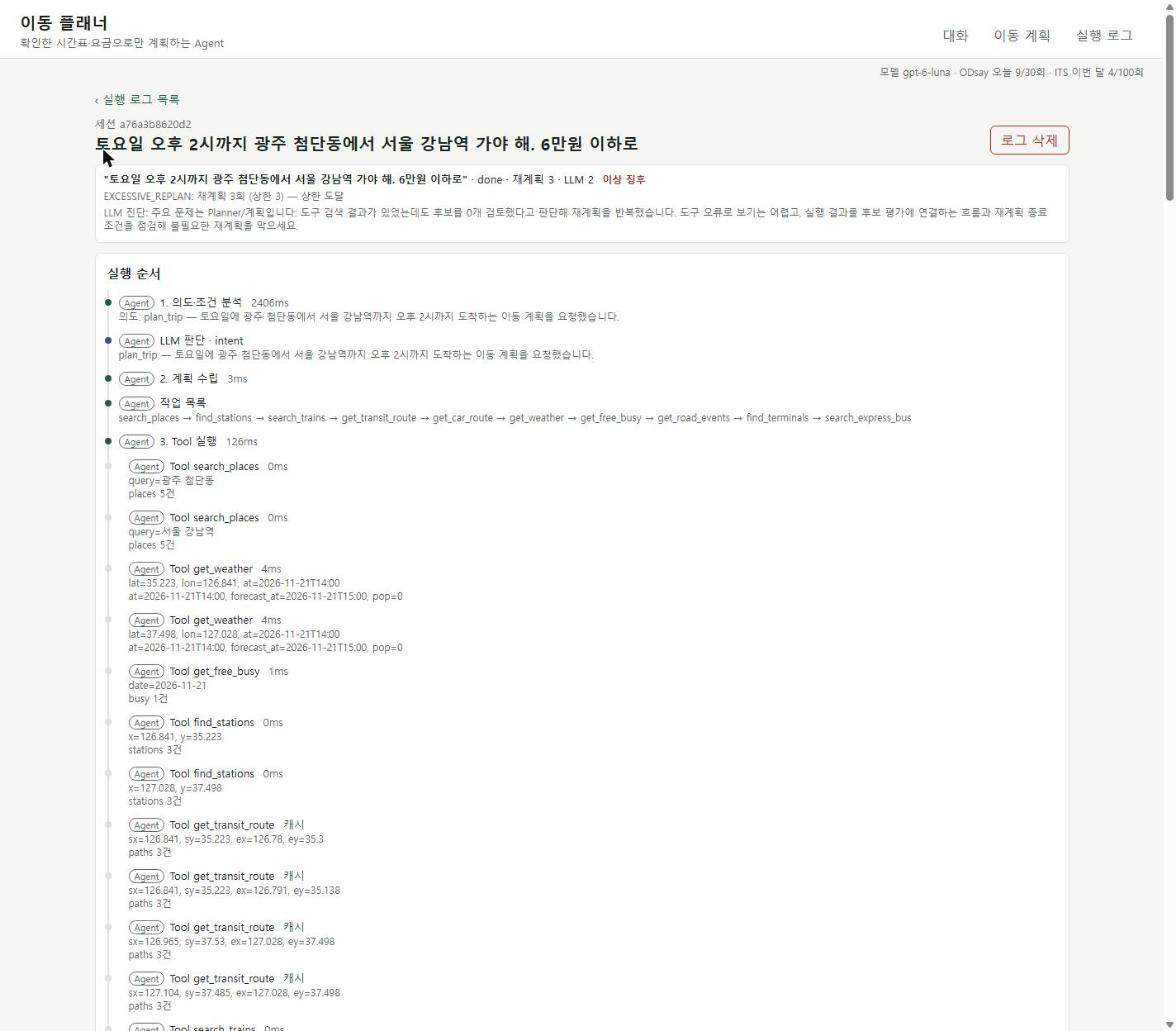 이동 플래너
확인한 시간표·요금으로만 계획하는 Agent
대화 이동 계획 실행 로그
모델 gpt-6-luna · ODsay 오늘 9/30회 · ITS 이번 달 4/100회
‹ 실행 로그 목록
세션 a76a3b8620d2
토요일 오후 2시까지 광주 첨단동에서 서울 강남역 가야 해. 6만원 이하로
로그 삭제
"토요일 오후 2시까지 광주 첨단동에서 서울 강남역 가야 해. 6만원 이하로" · done · 재계획 3 · LLM 2 이상 징후
EXCESSIVE_REPLAN: 재계획 3회 (상한 3) — 상한 도달
LLM 진단: 주요 문제는 Planner/계획입니다: 도구 검색 결과가 있었는데도 후보를 0개 검토했다고 판단해 재계획을 반복했습니다. 도구 오류로 보기는 어렵고, 실행 결과를 후보 평가에 연결하는 흐름과 재계획 종료
조건을 점검해 불필요한 재계획을 막으세요.
실행 순서
Agent 1. 의도·조건 분석 2406ms
의도: plan_trip — 토요일에 광주 첨단동에서 서울 강남역까지 오후 2시까지 도착하는 이동 계획을 요청했습니다.
Agent LLM 판단 · intent
plan_trip — 토요일에 광주 첨단동에서 서울 강남역까지 오후 2시까지 도착하는 이동 계획을 요청했습니다.
Agent 2. 계획 수립 3ms
Agent 작업 목록
search_places → find_stations → search_trains → get_transit_route → get_car_route → get_weather → get_free_busy → get_road_events → find_terminals → search_express_bus
Agent 3. Tool 실행 126ms
Agent Tool search_places 0ms
query=광주 첨단동
places 5건
Agent Tool search_places 0ms
query=서울 강남역
places 5건
Agent Tool get_weather 4ms
lat=35.223, lon=126.841, at=2026-11-21T14:00
at=2026-11-21T14:00, forecast_at=2026-11-21T15:00, pop=0
Agent Tool get_weather 4ms
lat=37.498, lon=127.028, at=2026-11-21T14:00
at=2026-11-21T14:00, forecast_at=2026-11-21T15:00, pop=0
Agent Tool get_free_busy 1ms
date=2026-11-21
busy 1건
Agent Tool find_stations 0ms
x=126.841, y=35.223
stations 3건
Agent Tool find_stations 0ms
x=127.028, y=37.498
stations 3건
Agent Tool get_transit_route 캐시
sx=126.841, sy=35.223, ex=126.78, ey=35.3
paths 3건
Agent Tool get_transit_route 캐시
sx=126.841, sy=35.223, ex=126.791, ey=35.138
paths 3건
Agent Tool get_transit_route 캐시
sx=126.965, sy=37.53, ex=127.028, ey=37.498
paths 3건
Agent Tool get_transit_route 캐시
sx=127.104, sy=37.485, ex=127.028, ey=37.498
paths 3건
Agent Tool search_trains 0ms